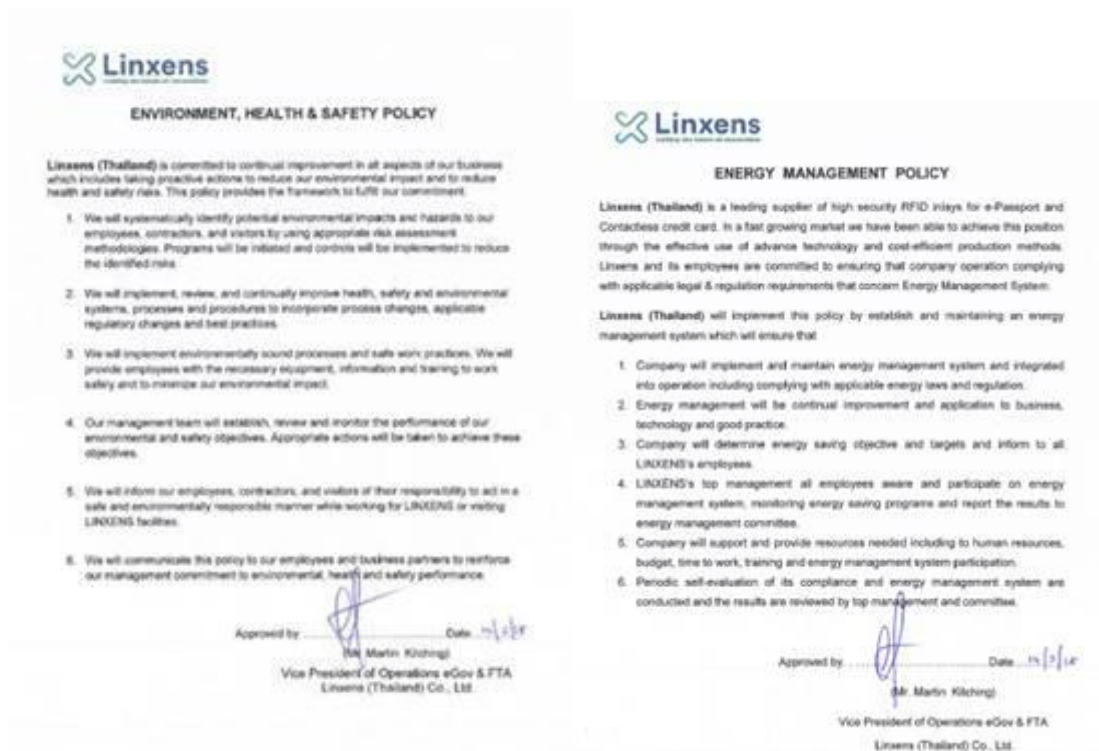 Linxens
ENVIRONMENT, HEALTH & SAFETY POLICY
Linxens (Thailand) is committed to continual improvement in all aspects of our business
which includes taking proactive actions to reduce our environmental impact and to reduce
health and safety risks. This policy provides the framework to fulfill our commitment.
1. We will systematically identify potential environmental impacts and hazards to our
employees, contractors, and visitors by using appropriate risk assessment
methodologies. Programs will be initiated and controls will be implemented to reduce
the identified risks.
2. We will implement, review, and continually improve health, safety and environmental
systems, processes and procedures to incorporate process changes, applicable
regulatory changes and best practices.
3. We will implement environmentally sound processes and safe work practices. We will
provide employees with the necessary equipment, information and training to work
safety and to minimize our environmental impact.
4. Our management team will establish, review and monitor the performance of our
environmental and safety objectives. Appropriate actions will be taken to achieve these
objectives.
5. We will inform our employees, contractors, and visitors of their responsibility to act in a
safe and environmentally responsible manner while working for LINXENS or visiting
LINXENS facilities.
6. We will communicate this policy to our employees and business partners to reinforce
our management commitment to environmental, health and safety performance.
Approved by Date
(Mr. Martin Kitching)
Vice President of Operations eGov & FTA
Linxens (Thailand) Co., Ltd.
Linxens
ENERGY MANAGEMENT POLICY
Linxens (Thailand) is a leading supplier of high security RFID inlays for e-Passport and
Contactless credit card. In a fast growing market we have been able to achieve this position
through the effective use of advance technology and cost-efficient production methods.
Linxens and its employees are committed to ensuring that company operation complying
with applicable legal & regulation requirements that concern Energy Management System.
Linxens (Thailand) will implement this policy by establish and maintaining an energy
management system which will ensure that
1. Company will implement and maintain energy management system and integrated
into operation including complying with applicable energy laws and regulation.
2. Energy management will be continual improvement and application to business,
technology and good practice.
3. Company will determine energy saving objective and targets and inform to all
LINXENS's employees.
4. LINXENS's top management all employees aware and participate on energy
management system, monitoring energy saving programs and report the results to
energy management committee.
5. Company will support and provide resources needed including to human resources,
budget, time to work, training and energy management system participation.
6. Periodic self-evaluation of its compliance and energy management system are
conducted and the results are reviewed by top management and committee.
Approved by Date
(Mr. Martin Kitching)
Vice President of Operations eGov & FTA
Linxens (Thailand) Co., Ltd.